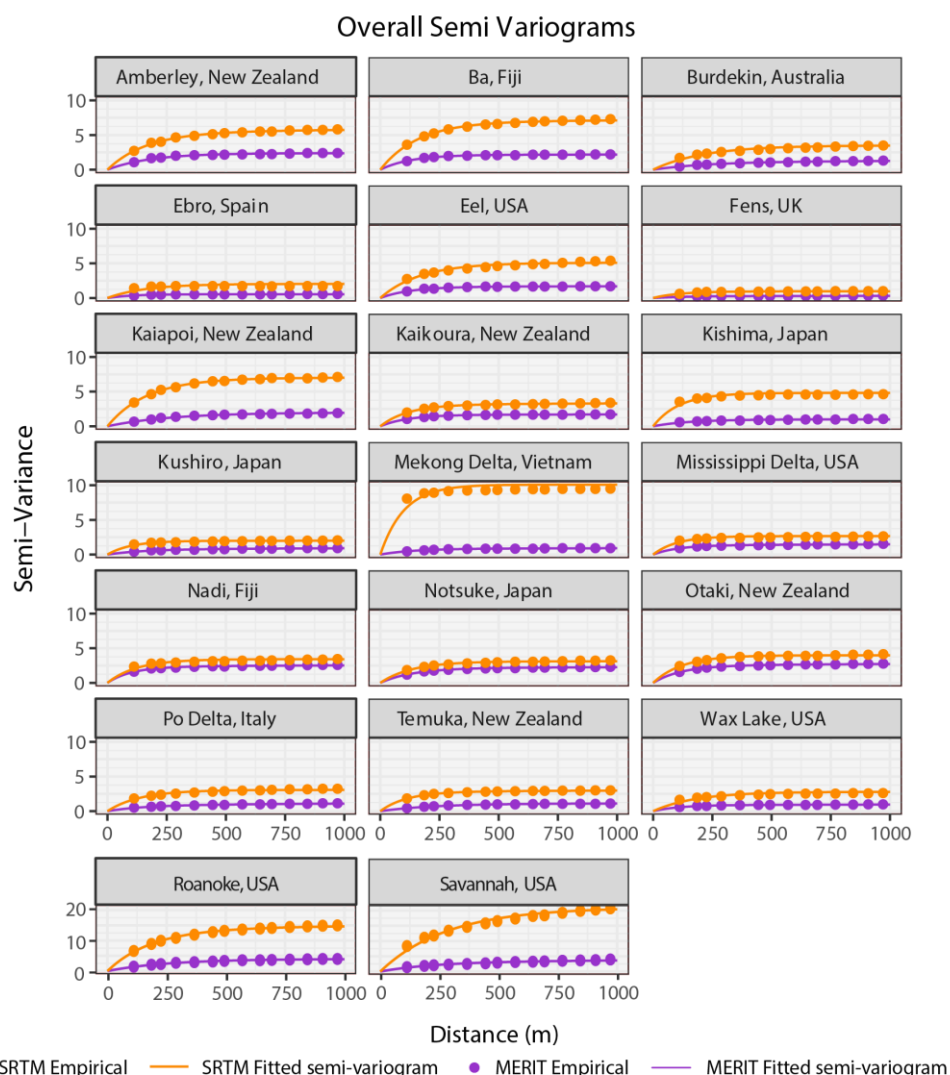 Overall Semi Variograms
Amberley, New Zealand
Ba, Fiji
Burdekin, Australia
10
5
0
Ebro, Spain
Eel, USA
Fens, UK
10
5
0
Kaiapoi, New Zealand
Kaikoura, New Zealand
Kishima, Japan
10
5
0
Kushiro, Japan
Mekong Delta, Vietnam
Mississippi Delta, USA
10
5
0
Nadi, Fiji
Notsuke, Japan
Otaki, New Zealand
10
5
0
Po Delta, Italy
Temuka, New Zealand
Wax Lake, USA
10
5
0
0 250 500 750 1000
0 250 500 750 1000
0 250 500 750 1000
Roanoke, USA
Savannah, USA
20
10
0
0 250 500 750 1000
0 250 500 750 1000
Semi−Variance
Distance (m)
SRTM Empirical SRTM Fitted semi-variogram MERIT Empirical MERIT Fitted semi-variogram